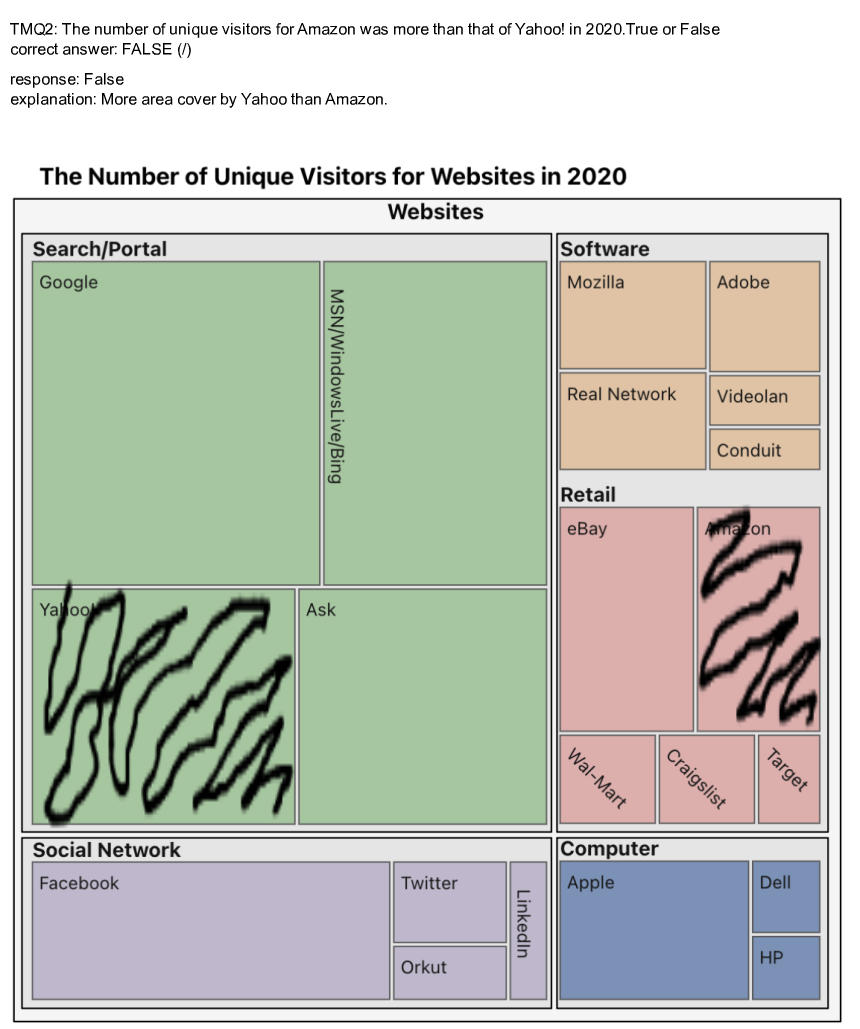 TMQ2: The number of unique visitors for Amazon was more than that of Yahoo! in 2020.True or False
correct answer: FALSE (/)
response: False
explanation: More area cover by Yahoo than Amazon.
The Number of Unique Visitors for Websites in 2020
Websites
Search/Portal
Google
MSN/WindowsLive/Bing
Yahoo!
Ask
Software
Mozilla
Adobe
Real Network
Videolan
Conduit
Retail
eBay
Amazon
Wal-Mart
Craigslist
Target
Social Network
Facebook
Twitter
Orkut
LinkedIn
Computer
Apple
Dell
HP